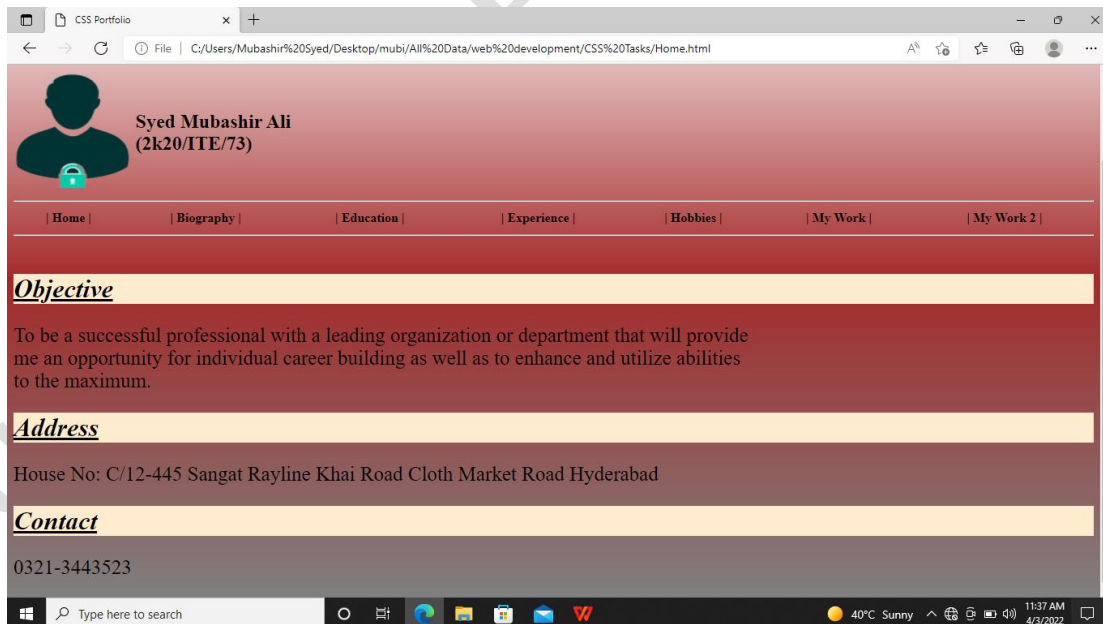 CSS Portfolio
File | C:/Users/Mubashir%20Syed/Desktop/mubi/All%20Data/web%20development/CSS%20Tasks/Home.html
Syed Mubashir Ali
(2k20/ITE/73)
| Home | | Biography | | Education | | Experience | | Hobbies | | My Work | | My Work 2 |
Objective
To be a successful professional with a leading organization or department that will provide
me an opportunity for individual career building as well as to enhance and utilize abilities
to the maximum.
Address
House No: C/12-445 Sangat Rayline Khai Road Cloth Market Road Hyderabad
Contact
0321-3443523
Type here to search 40°C Sunny 11:37 AM
4/3/2022